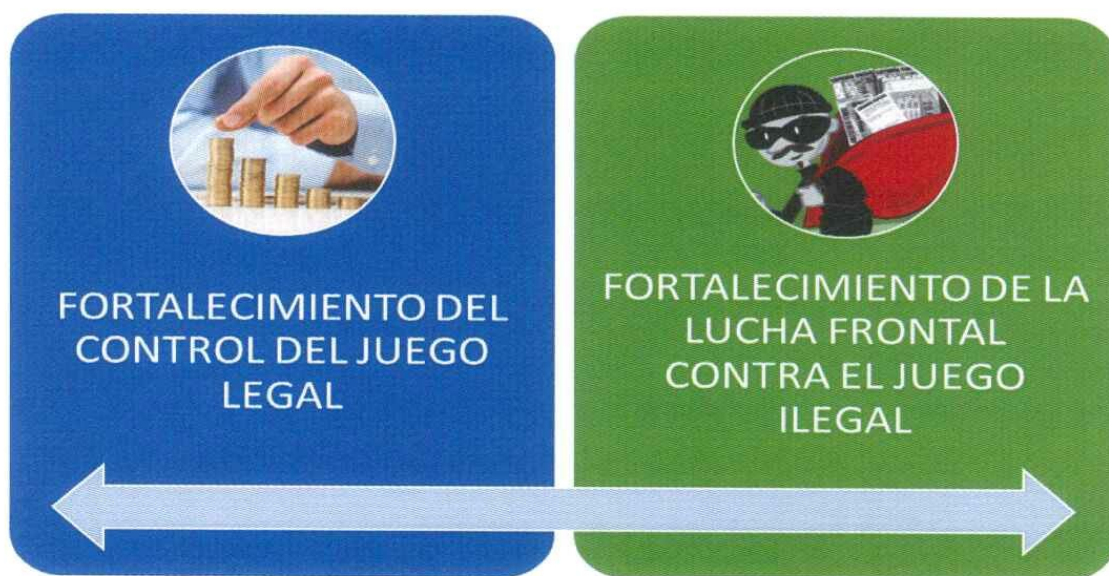 FORTALECIMIENTO DEL
CONTROL DEL JUEGO
LEGAL
FORTALECIMIENTO DE LA
LUCHA FRONTAL
CONTRA EL JUEGO
ILEGAL